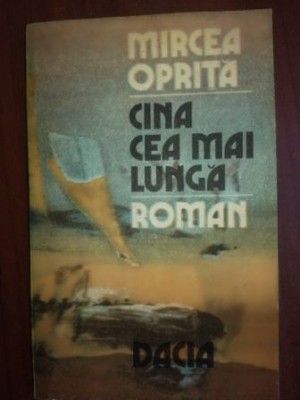 MIRCEA
OPRIȚĂ
CINA
CEA MAI
LUNGĂ
ROMAN
DACIA